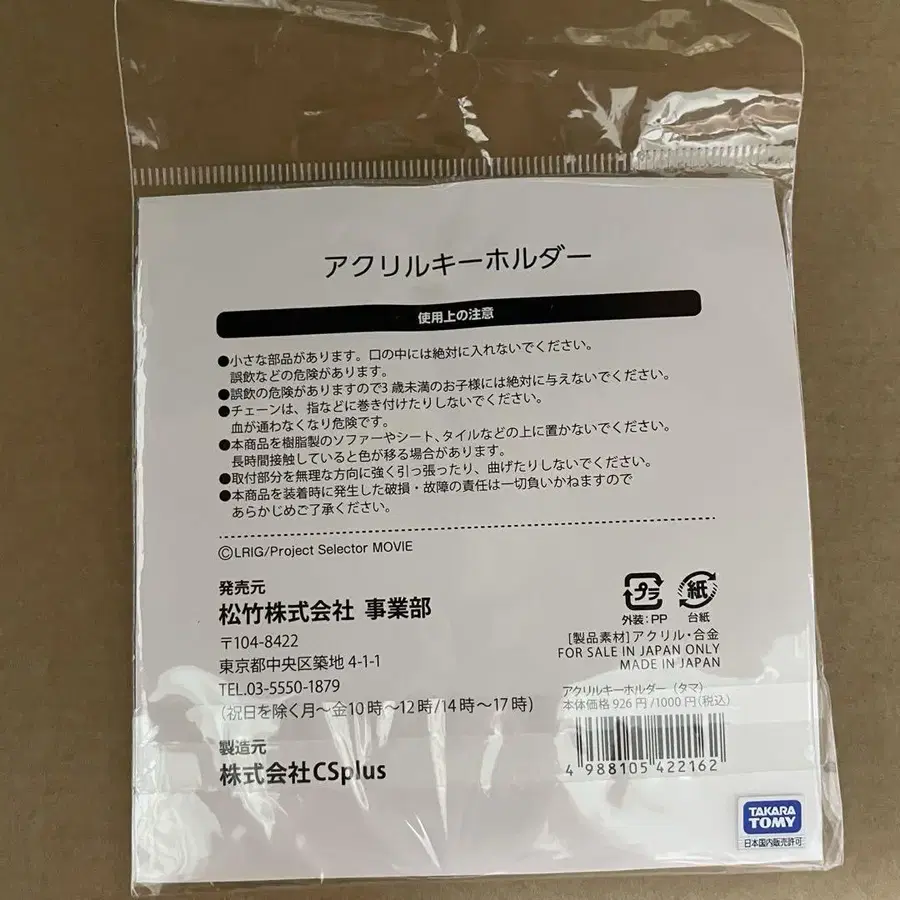 アクリルキーホルダー
使用上の注意
●小さな部品があります。口の中には絶対に入れないでください。
誤飲などの危険があります。
●誤飲の危険がありますので3歳未満のお子様には絶対に与えないでください。
●チェーンは、指などに巻き付けたりしないでください。
血が通わなくなり危険です。
●本商品を樹脂製のソファーやシート、タイルなどの上に置かないでください。
長時間接触していると色が移る場合があります。
●取付部分を無理な方向に強く引っ張ったり、曲げたりしないでください。
●本商品を装着時に発生した破損・故障の責任は一切負いかねますので
あらかじめご了承ください。
©LRIG/Project Selector MOVIE
発売元
松竹株式会社 事業部
〒104-8422
東京都中央区築地 4-1-1
TEL.03-5550-1879
(祝日を除く月～金10時～12時/14時～17時)
製造元
株式会社CSplus
プラ
紙
外装:PP
台紙
[製品素材]アクリル・合金
FOR SALE IN JAPAN ONLY
MADE IN JAPAN
アクリルキーホルダー (タマ)
本体価格 926円/1000円(税込)
4 988105 422162
TAKARA
TOMY
日本国内販売許可